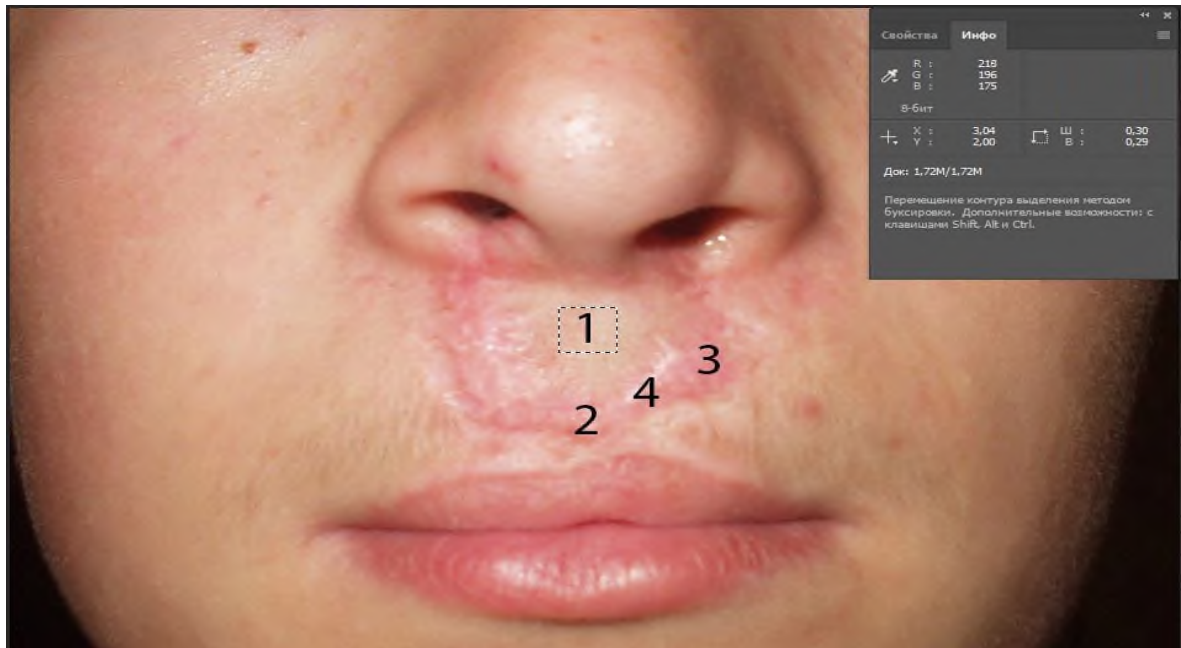 Свойства Инфо
R : 218
G : 196
B : 175
8-бит
X : 3,04 Ш : 0,30
Y : 2,00 В : 0,29
Док: 1,72M/1,72M
Перемещение контура выделения методом
буксировки. Дополнительные возможности: с
клавишами Shift, Alt и Ctrl.
1
3
4
2